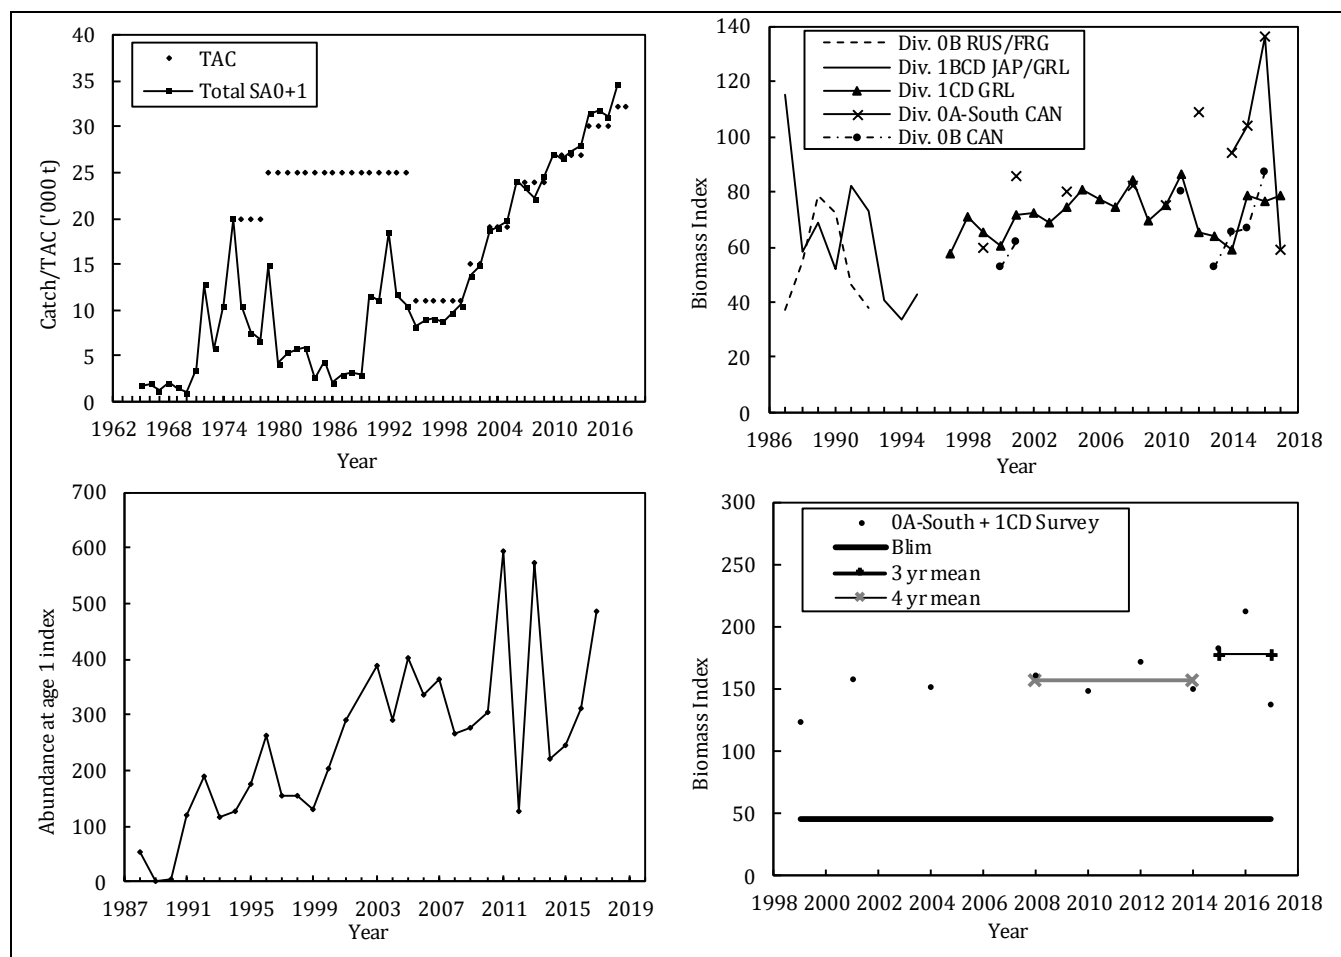 40
35
30
25
20
15
10
5
0
Catch/TAC ('000 t)
TAC
Total SA0+1
1962 1968 1974 1980 1986 1992 1998 2004 2010 2016
Year
140
120
100
80
60
40
20
0
Biomass Index
Div. 0B RUS/FRG
Div. 1BCD JAP/GRL
Div. 1CD GRL
Div. 0A-South CAN
Div. 0B CAN
1986 1990 1994 1998 2002 2006 2010 2014 2018
Year
700
600
500
400
300
200
100
0
Abundance at age 1 index
1987 1991 1995 1999 2003 2007 2011 2015 2019
Year
300
250
200
150
100
50
0
Biomass Index
0A-South + 1CD Survey
Blim
3 yr mean
4 yr mean
1998 2000 2002 2004 2006 2008 2010 2012 2014 2016 2018
Year